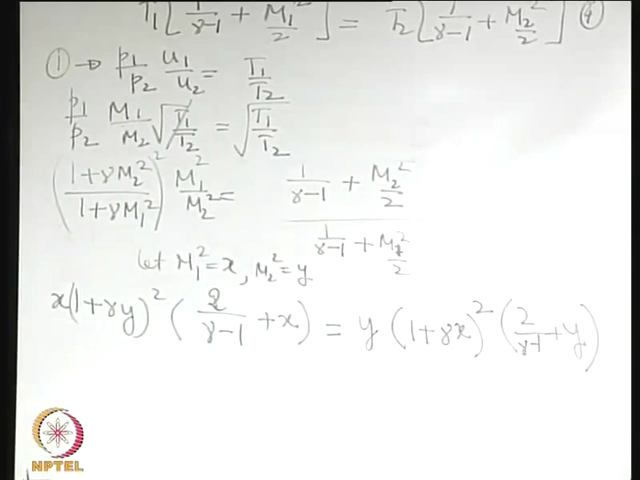 T₁[1/(γ-1) + M₁²/2] = T₂[1/(γ-1) + M₂²/2] ④
① → p₁/p₂ u₁/u₂ = T₁/T₂
p₁/p₂ M₁/M₂ √(T₁/T₂) = √(T₁/T₂)
((1+γM₂²)/(1+γM₁²))² M₁²/M₂² = (1/(γ-1) + M₂²/2)/(1/(γ-1) + M₁²/2)
let M₁² = x, M₂² = y
x(1+γy)² (2/(γ-1) + x) = y (1+γx)² (2/(γ-1) + y)
NPTEL